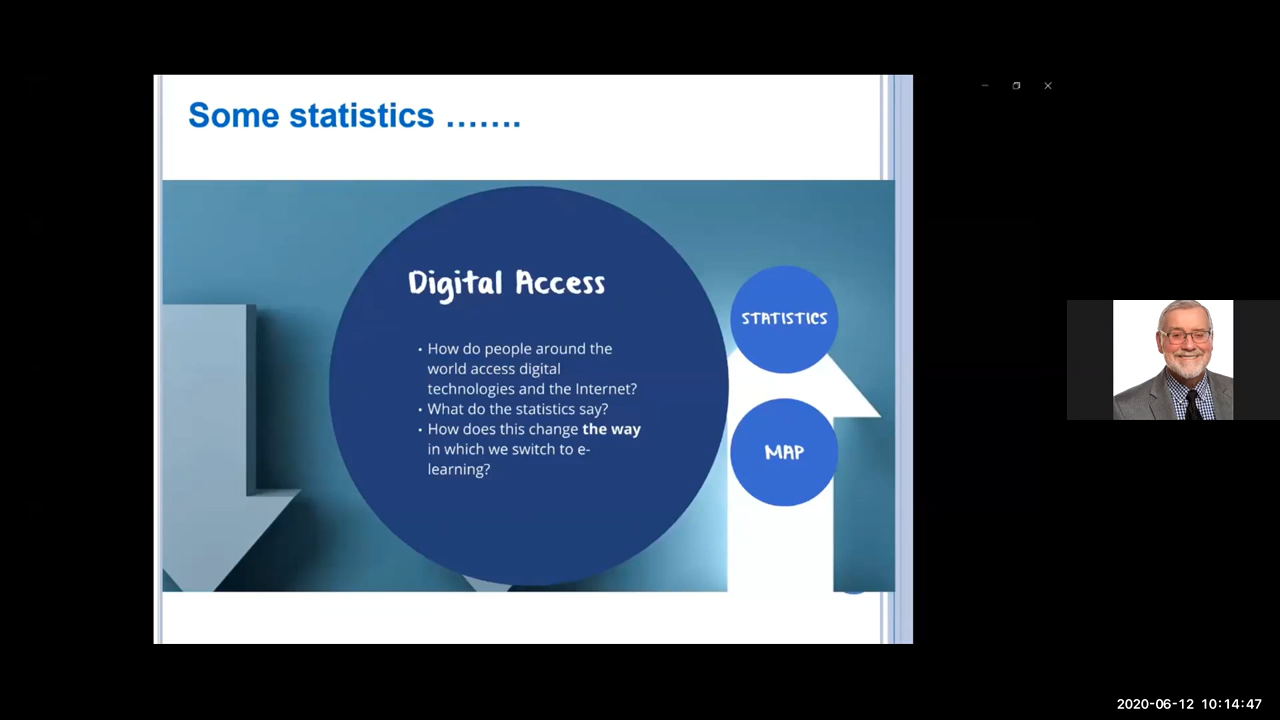 Some statistics .......
Digital Access
• How do people around the
world access digital
technologies and the Internet?
• What do the statistics say?
• How does this change the way
in which we switch to e-
learning?
STATISTICS
MAP
2020-06-12 10:14:47